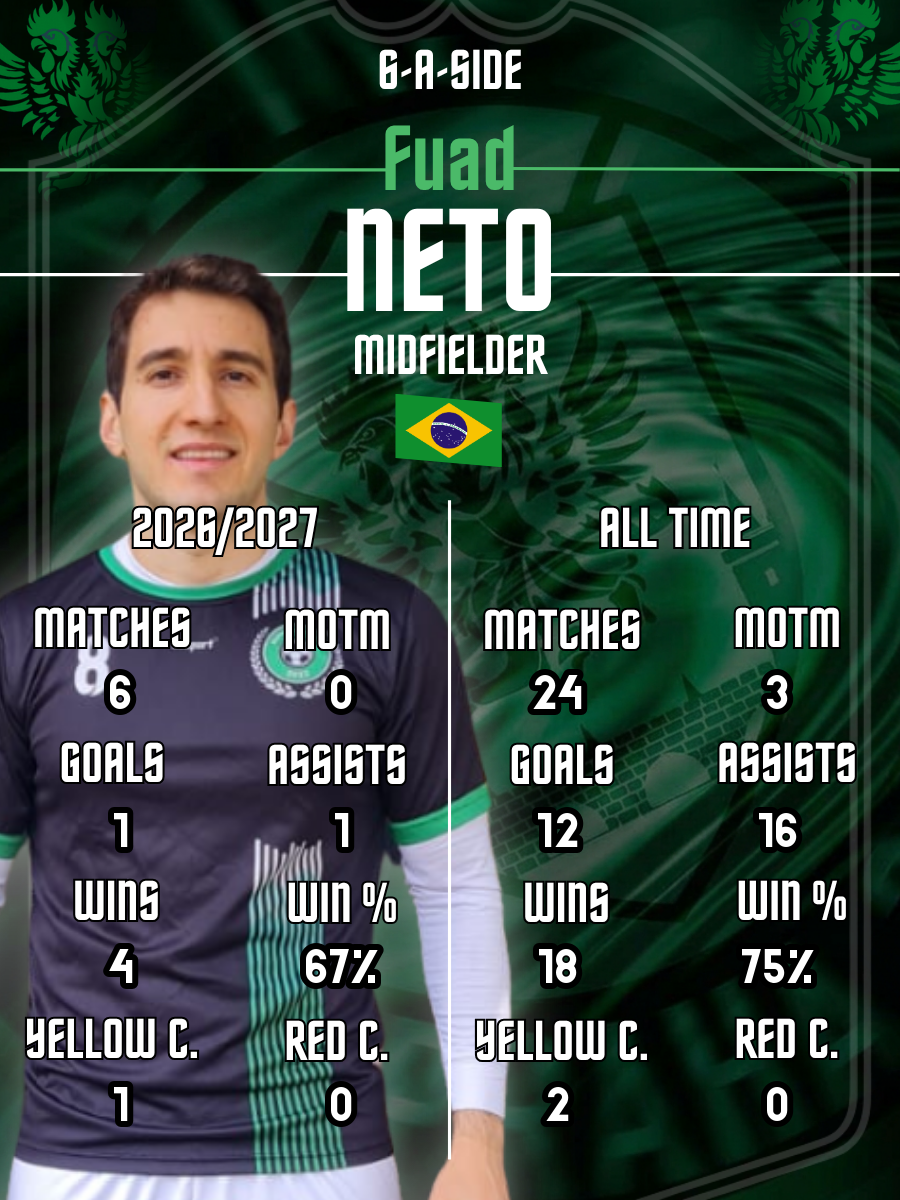 6-A-SIDE
Fuad
NETO
MIDFIELDER
2026/2027
MATCHES MOTM
6 0
GOALS ASSISTS
1 1
WINS WIN %
4 67%
YELLOW C. RED C.
1 0
ALL TIME
MATCHES MOTM
24 3
GOALS ASSISTS
12 16
WINS WIN %
18 75%
YELLOW C. RED C.
2 0
8